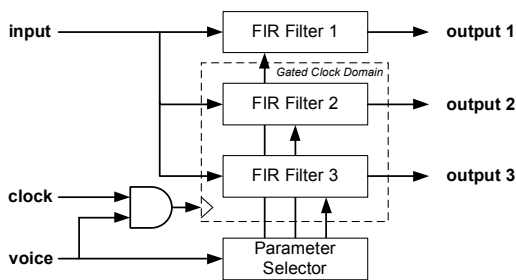 input
FIR Filter 1
output 1
Gated Clock Domain
FIR Filter 2
output 2
FIR Filter 3
output 3
clock
voice
Parameter
Selector